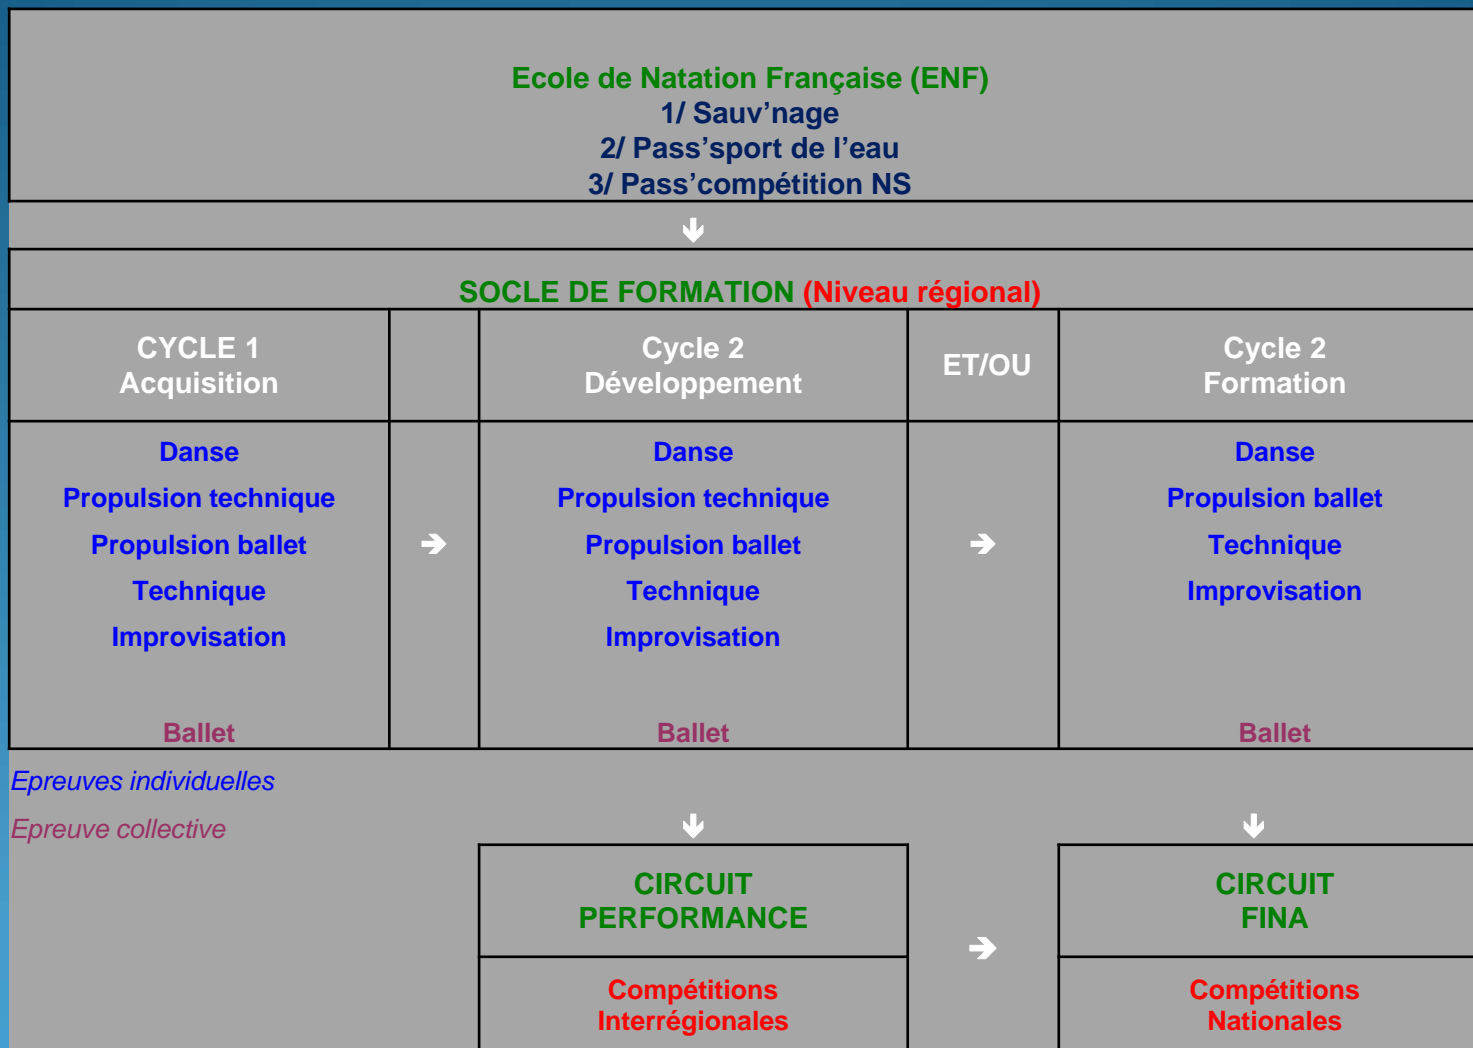 Ecole de Natation Française (ENF)
1/ Sauv’nage
2/ Pass’sport de l’eau
3/ Pass’compétition NS
SOCLE DE FORMATION (Niveau régional)
CYCLE 1
Acquisition
Cycle 2
Développement
ET/OU
Cycle 2
Formation
Danse
Propulsion technique
Propulsion ballet
Technique
Improvisation
Ballet
Danse
Propulsion technique
Propulsion ballet
Technique
Improvisation
Ballet
Danse
Propulsion ballet
Technique
Improvisation
Ballet
Epreuves individuelles
Epreuve collective
CIRCUIT
PERFORMANCE
Compétitions
Interrégionales
CIRCUIT
FINA
Compétitions
Nationales